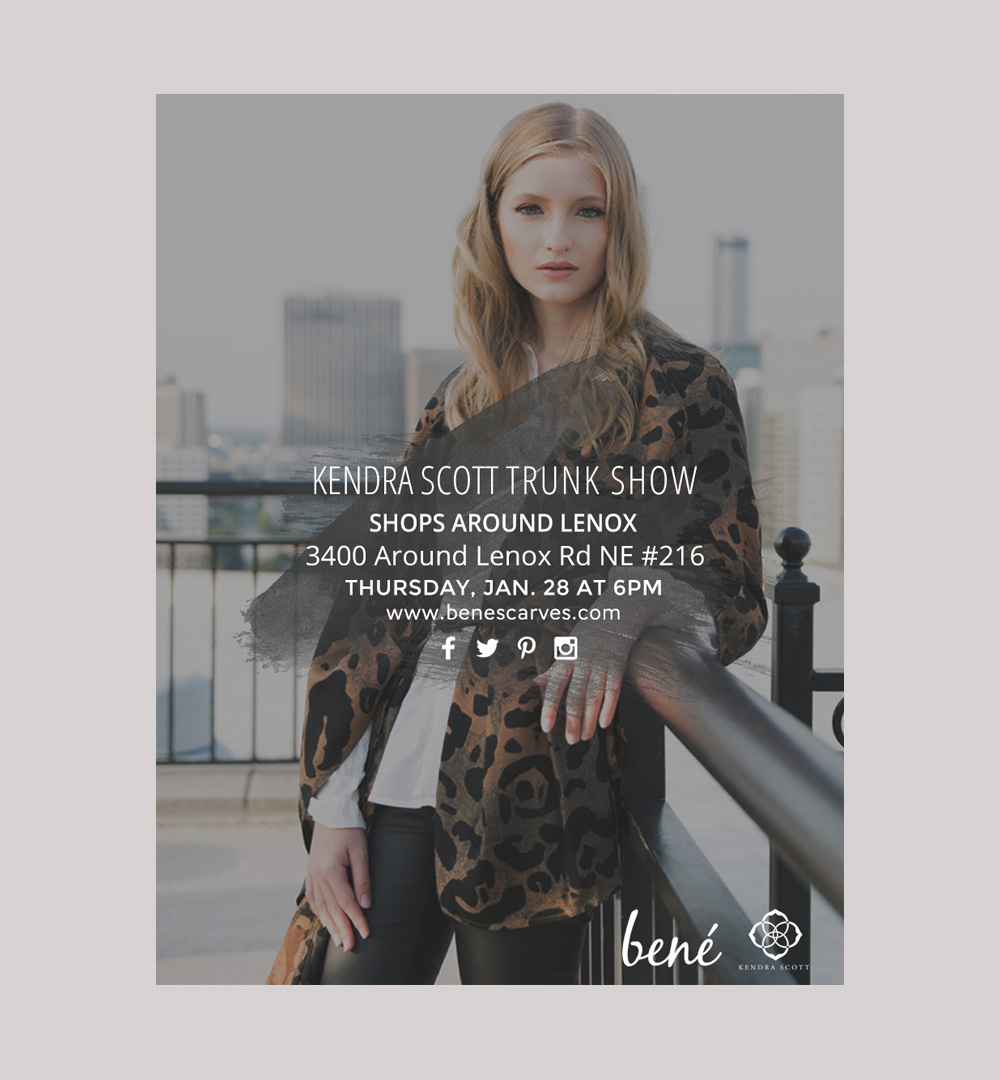 KENDRA SCOTT TRUNK SHOW
SHOPS AROUND LENOX
3400 Around Lenox Rd NE #216
THURSDAY, JAN. 28 AT 6PM
www.benescarves.com
bené
KENDRA SCOTT